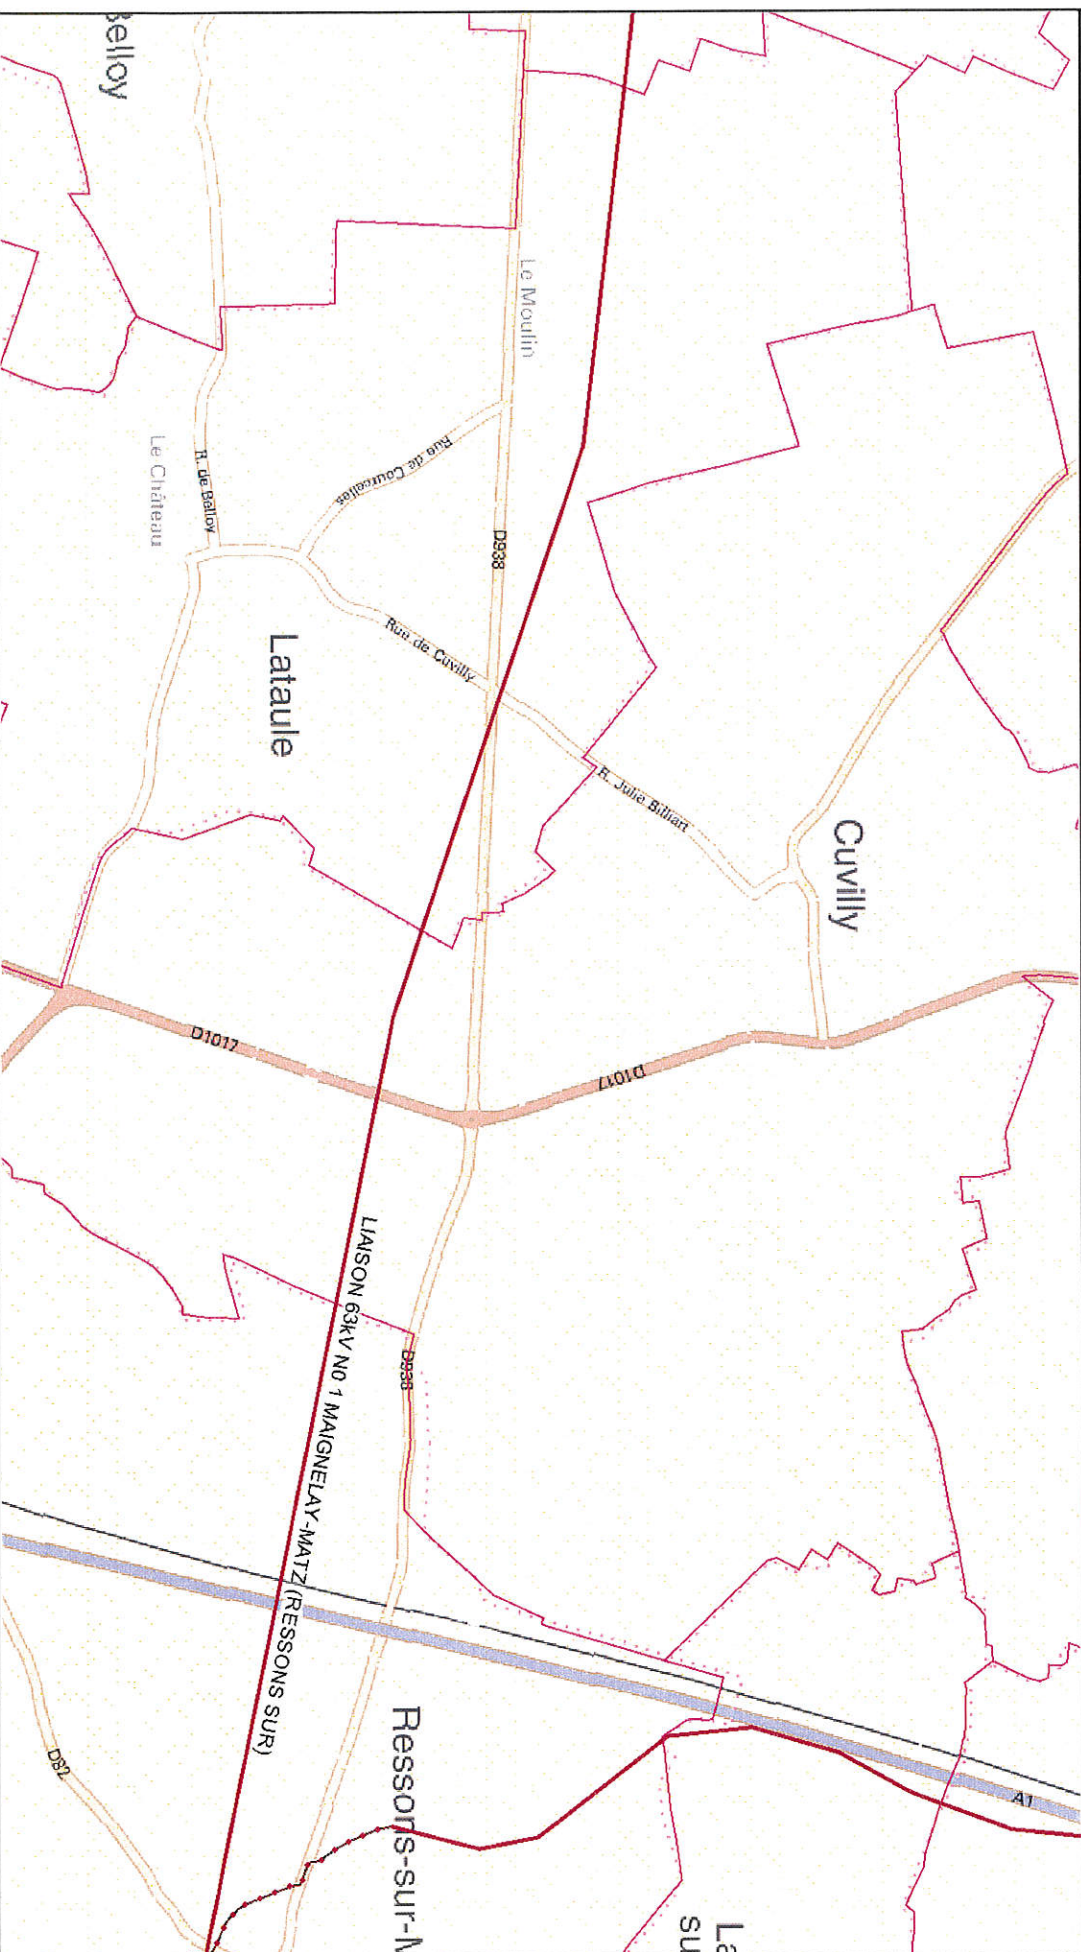 Belloy
Le Moulin
Rue de Courcelles
R. de Belloy
Le Château
D938
Rue de Cuvilly
Lataule
R. Julie Billiart
Cuvilly
D1017
D1017
LIAISON 63kV N0 1 MAIGNELAY-MATZ (RESSONS SUR)
D938
Ressons-sur-M
A1
D82
La
su